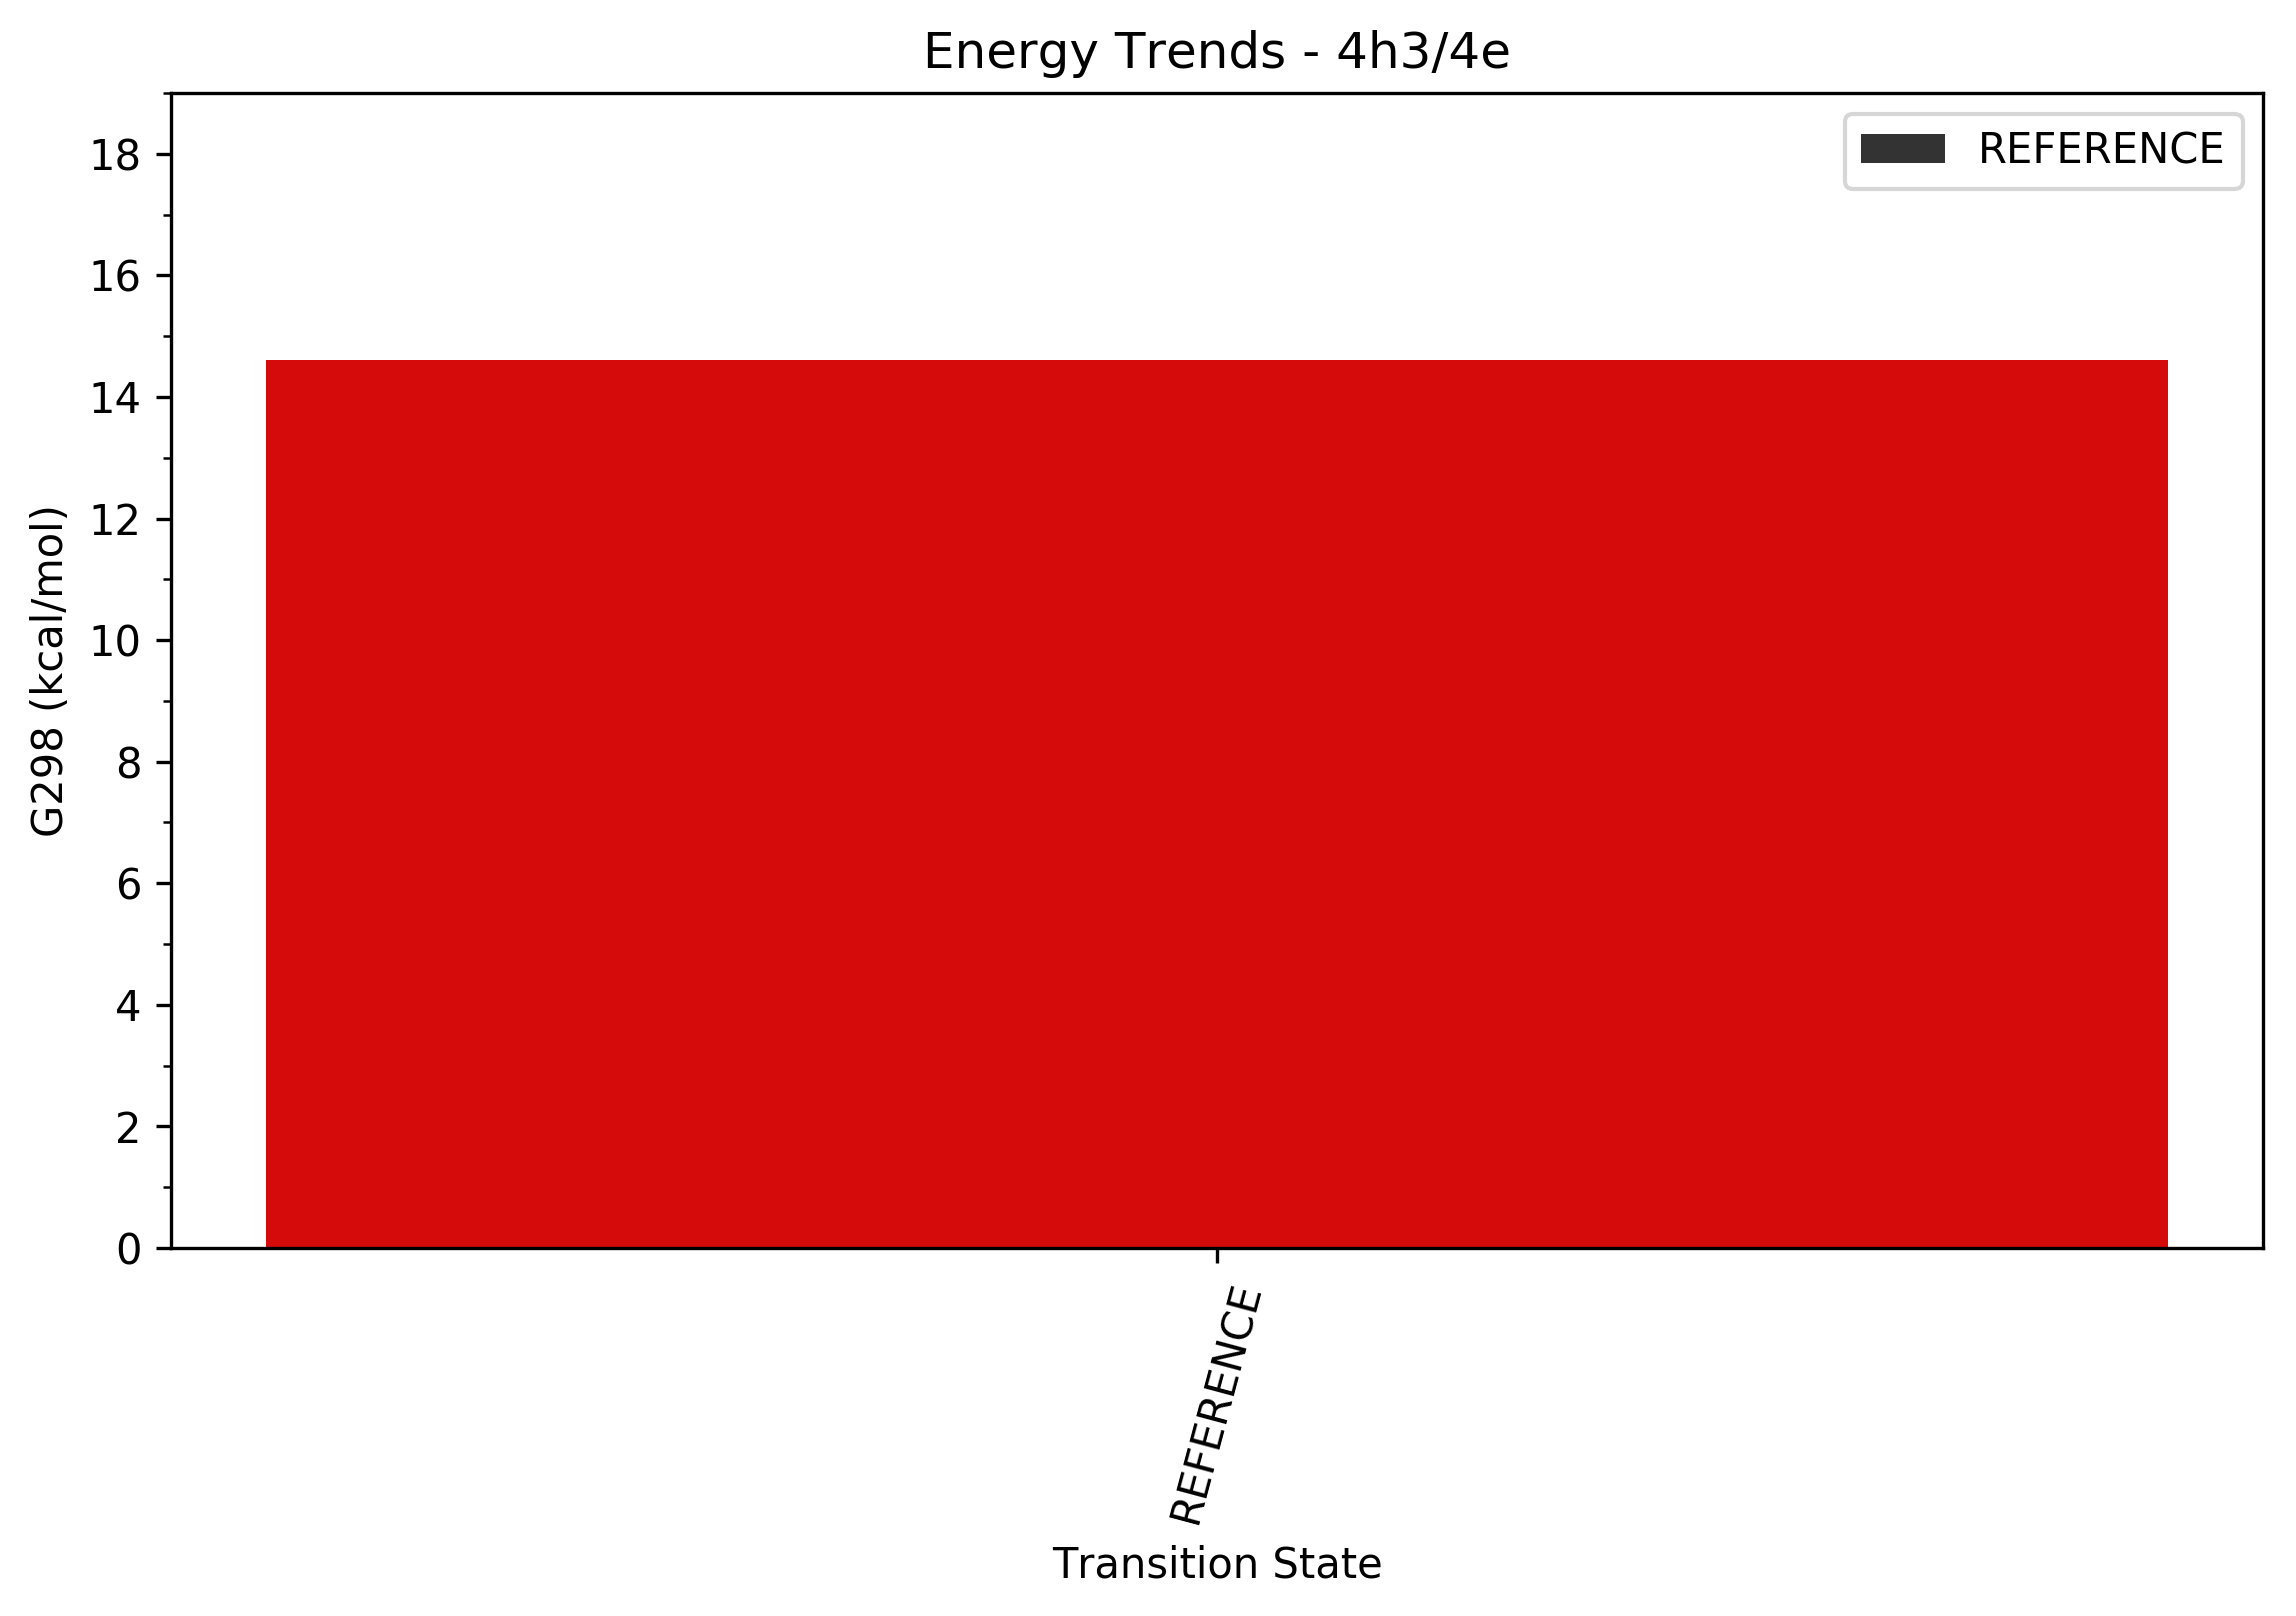 Energy Trends - 4h3/4e
REFERENCE
18
16
14
12
10
8
6
4
2
0
G298 (kcal/mol)
REFERENCE
Transition State